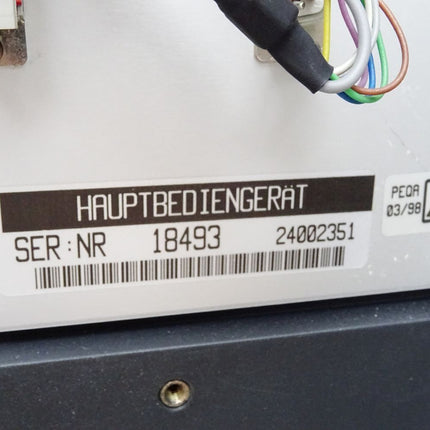 HAUPTBEDIENGERÄT
SER:NR 18493 24002351
PEQA
03/98